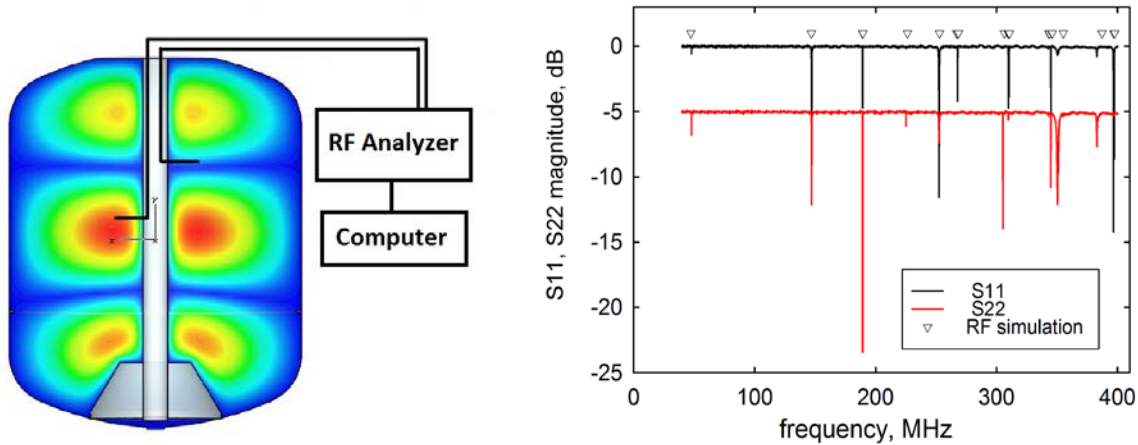 RF Analyzer
Computer
Y
x
x
S11, S22 magnitude, dB
0
-5
-10
-15
-20
-25
S11
S22
RF simulation
0
100
200
300
400
frequency, MHz